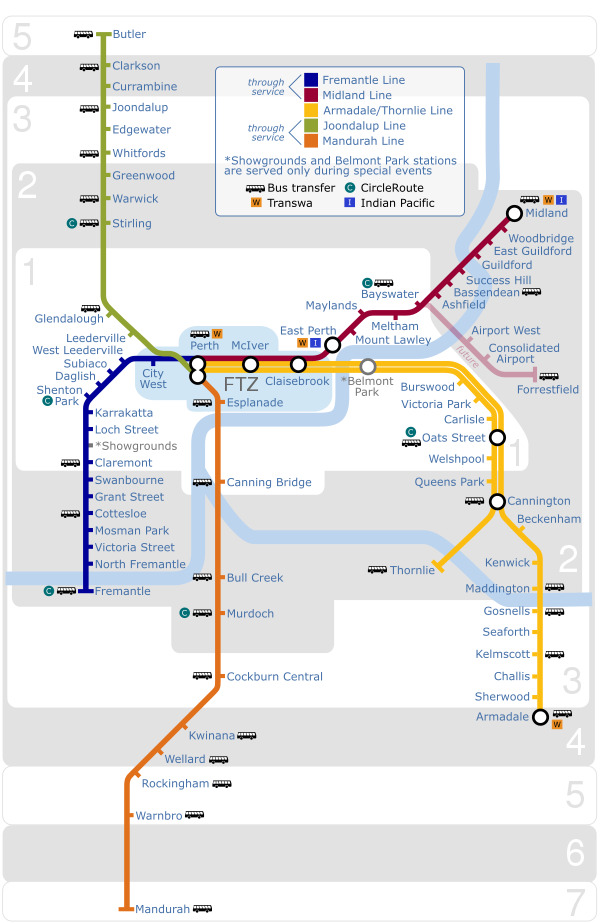 5
Butler
4
Clarkson
Currambine
3
Joondalup
Edgewater
Whitfords
2
Greenwood
Warwick
C
Stirling
through
service
Fremantle Line
Midland Line
Armadale/Thornlie Line
through
service
Joondalup Line
Mandurah Line
*Showgrounds and Belmont Park stations
are served only during special events
Bus transfer
C CircleRoute
W Transwa
I Indian Pacific
W I
Midland
Woodbridge
East Guildford
Guildford
Success Hill
Bassendean
Ashfield
C
Bayswater
Meltham
Maylands
Mount Lawley
East Perth
W I
Airport West
Consolidated
Airport
Forrestfield
future
1
Glendalough
Leederville
West Leederville
Subiaco
Daglish
Shenton
C Park
City
West
W
Perth
McIver
FTZ
Claisebrook
*Belmont
Park
Esplanade
Burswood
Victoria Park
Carlisle
C
Oats Street
1
Welshpool
Queens Park
Cannington
Beckenham
Thornlie
Kenwick
2
Maddington
Gosnells
Seaforth
Kelmscott
Challis
3
Sherwood
Armadale
W
4
Karrakatta
Loch Street
*Showgrounds
Claremont
Swanbourne
Grant Street
Cottesloe
Mosman Park
Victoria Street
North Fremantle
C
Fremantle
Canning Bridge
Bull Creek
C
Murdoch
Cockburn Central
Kwinana
Wellard
Rockingham
5
Warnbro
6
Mandurah
7